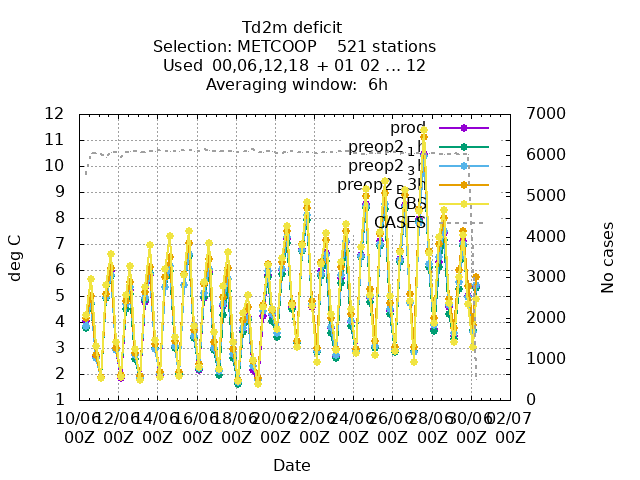 Td2m deficit
Selection: METCOOP 521 stations
Used 00,06,12,18 + 01 02 ... 12
Averaging window: 6h
deg C
No cases
12
11
10
9
8
7
6
5
4
3
2
1
7000
6000
5000
4000
3000
2000
1000
0
prod
preop2_1h
preop2_3h
preop2_E_3h
OBS
CASES
10/06 12/06 14/06 16/06 18/06 20/06 22/06 24/06 26/06 28/06 30/06 02/07
00Z 00Z 00Z 00Z 00Z 00Z 00Z 00Z 00Z 00Z 00Z 00Z
Date